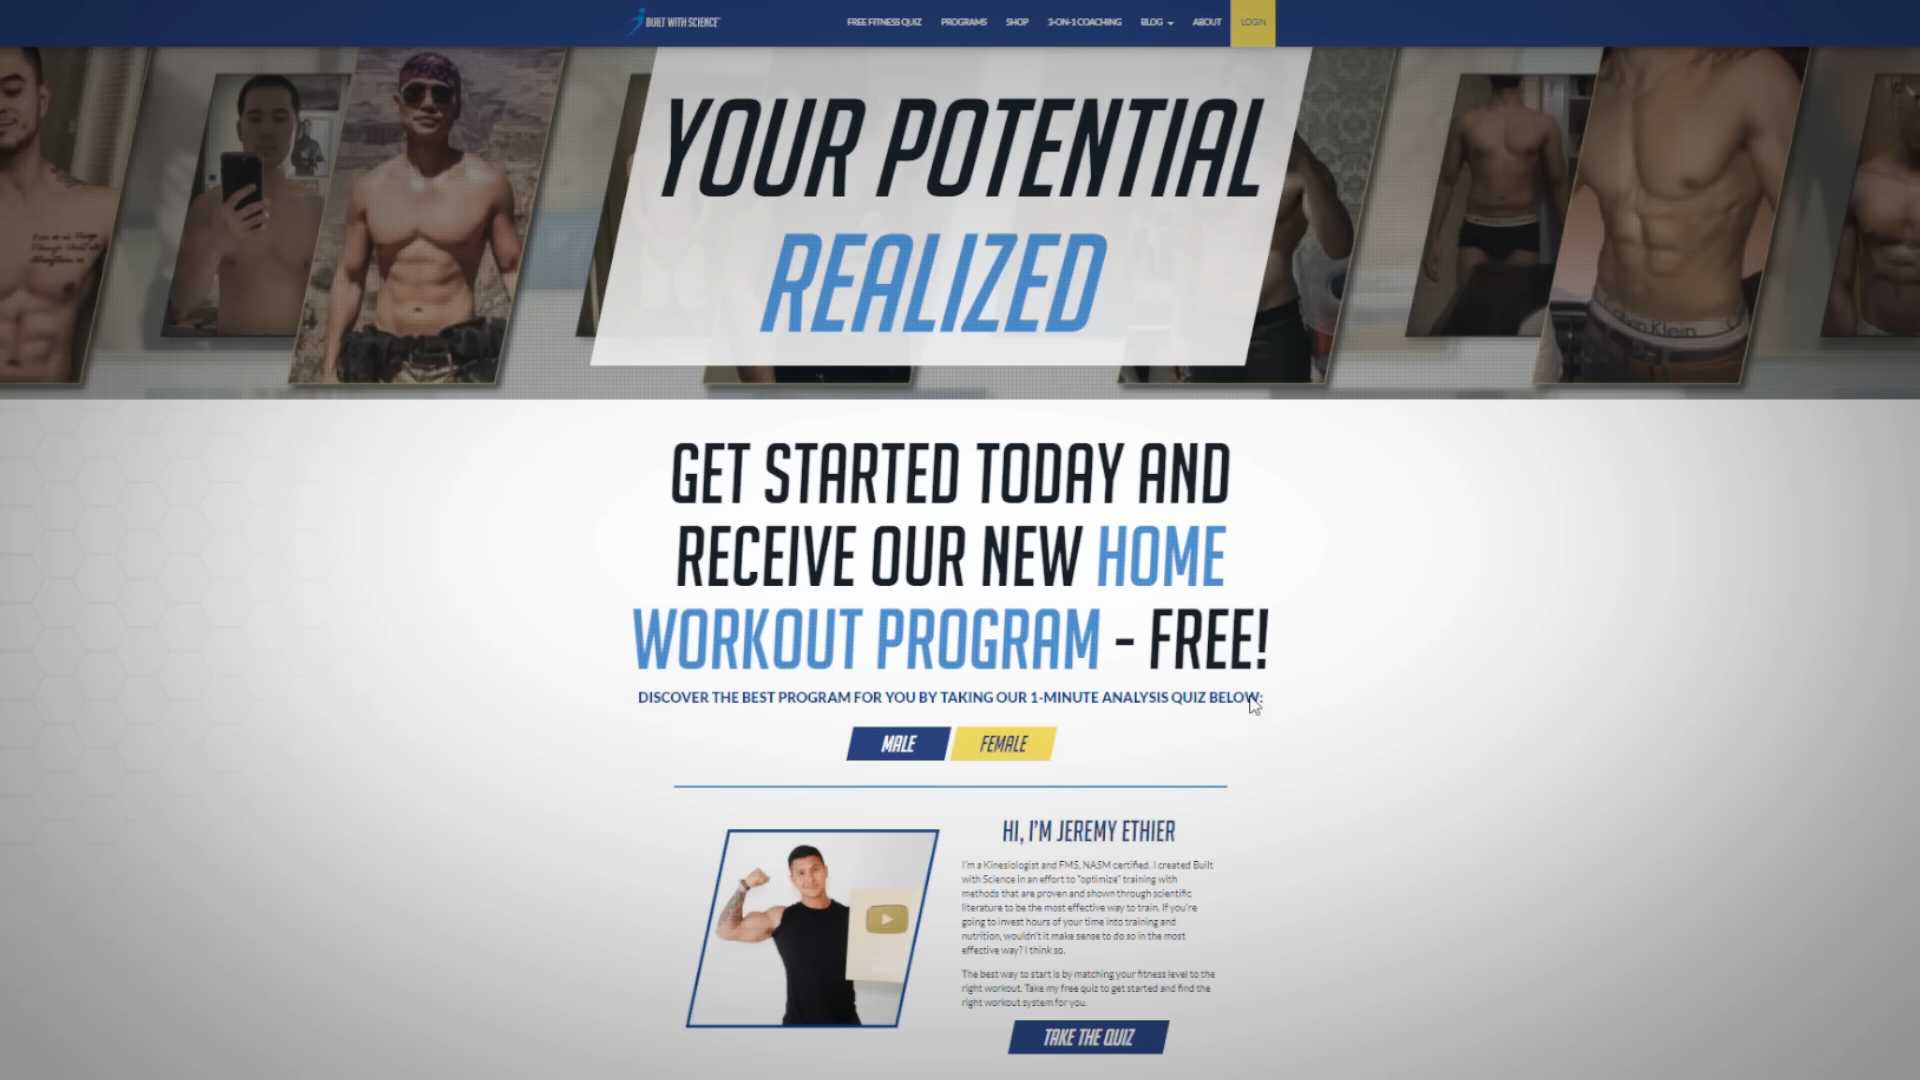 BUILT WITH SCIENCE
FREE FITNESS QUIZ PROGRAMS SHOP 3-ON-1 COACHING BLOG ABOUT LOGIN
YOUR POTENTIAL
REALIZED
Calvin Klein
GET STARTED TODAY AND
RECEIVE OUR NEW HOME
WORKOUT PROGRAM - FREE!
DISCOVER THE BEST PROGRAM FOR YOU BY TAKING OUR 1-MINUTE ANALYSIS QUIZ BELOW:
MALE FEMALE
HI, I'M JEREMY ETHIER
I'm a Kinesiologist and FMS, NASM certified. I created Built
with Science in an effort to "optimize" training with
methods that are proven and shown through scientific
literature to be the most effective way to train. If you're
going to invest hours of your time into training and
nutrition, wouldn't it make sense to do so in the most
effective way? I think so.
The best way to start is by matching your fitness level to the
right workout. Take my free quiz to get started and find the
right workout system for you.
TAKE THE QUIZ